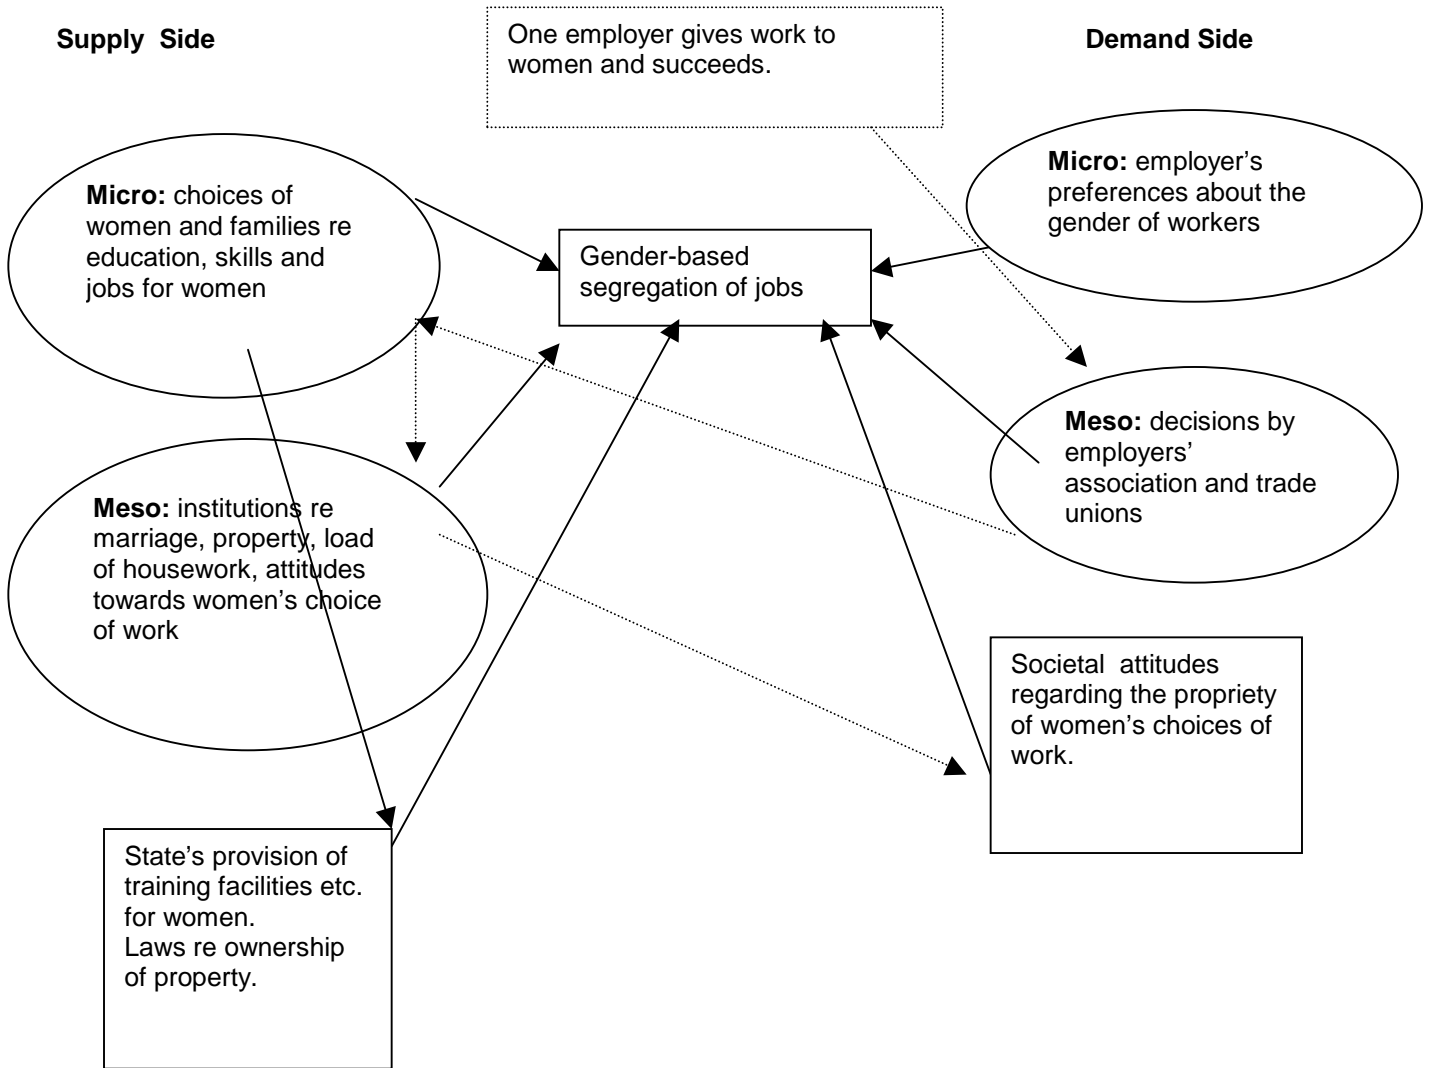 Supply Side
One employer gives work to
women and succeeds.
Demand Side
Micro: choices of
women and families re
education, skills and
jobs for women
Gender-based
segregation of jobs
Micro: employer’s
preferences about the
gender of workers
Meso: institutions re
marriage, property, load
of housework, attitudes
towards women’s choice
of work
Meso: decisions by
employers’
association and trade
unions
Societal attitudes
regarding the propriety
of women’s choices of
work.
State’s provision of
training facilities etc.
for women.
Laws re ownership
of property.